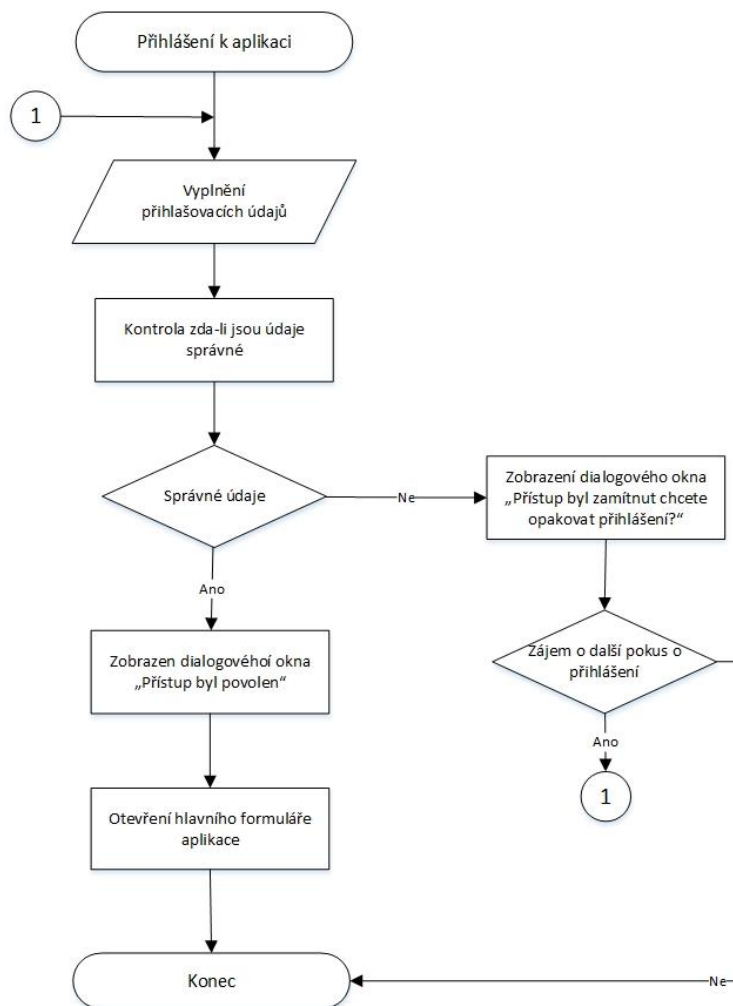 Přihlášení k aplikaci
1
Vyplnění
přihlašovacích údajů
Kontrola zda-li jsou údaje
správné
Správné údaje
Ne
Zobrazení dialogového okna
„Přístup byl zamítnut chcete
opakovat přihlášení?“
Ano
Zobrazen dialogovéhoí okna
„Přístup byl povolen“
Zájem o další pokus o
přihlášení
Ano
1
Otevření hlavního formuláře
aplikace
Konec
Ne